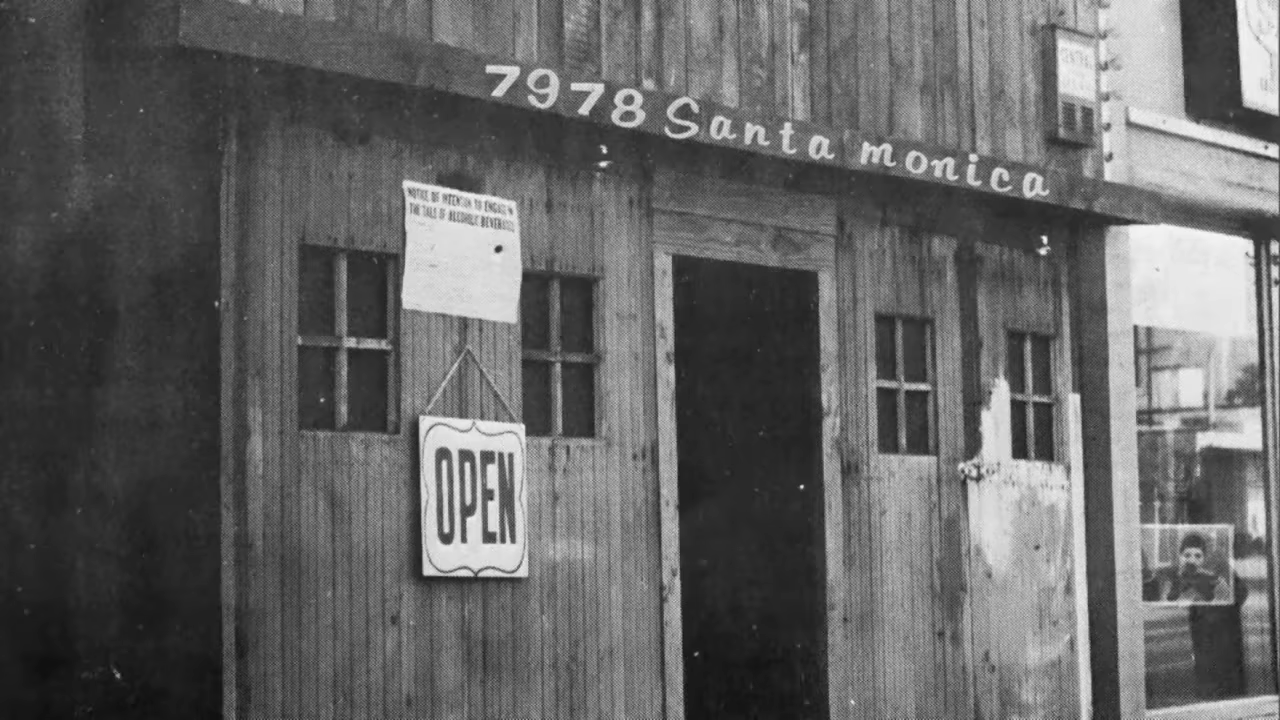 7978 Santa monica
NOTICE OF INTENTION TO ENGAGE IN
THE SALE OF ALCOHOLIC BEVERAGES
OPEN